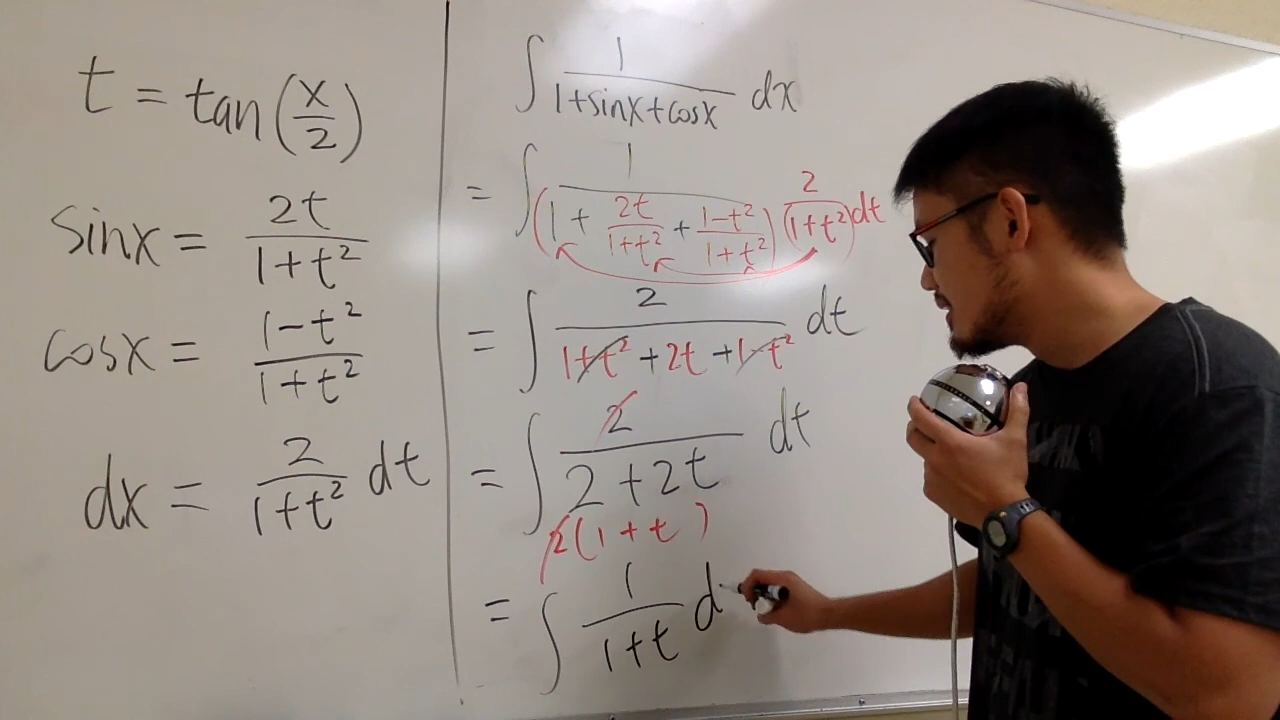 t = tan(x/2)
sinx = 2t/(1+t²)
cosx = (1-t²)/(1+t²)
dx = 2/(1+t²) dt
∫ 1/(1+sinx+cosx) dx
= ∫ 1/(1 + 2t/(1+t²) + (1-t²)/(1+t²)) 2/(1+t²) dt
= ∫ 2/(1+t² + 2t + 1-t²) dt
= ∫ 2/(2+2t) dt
2(1+t)
= ∫ 1/(1+t) d